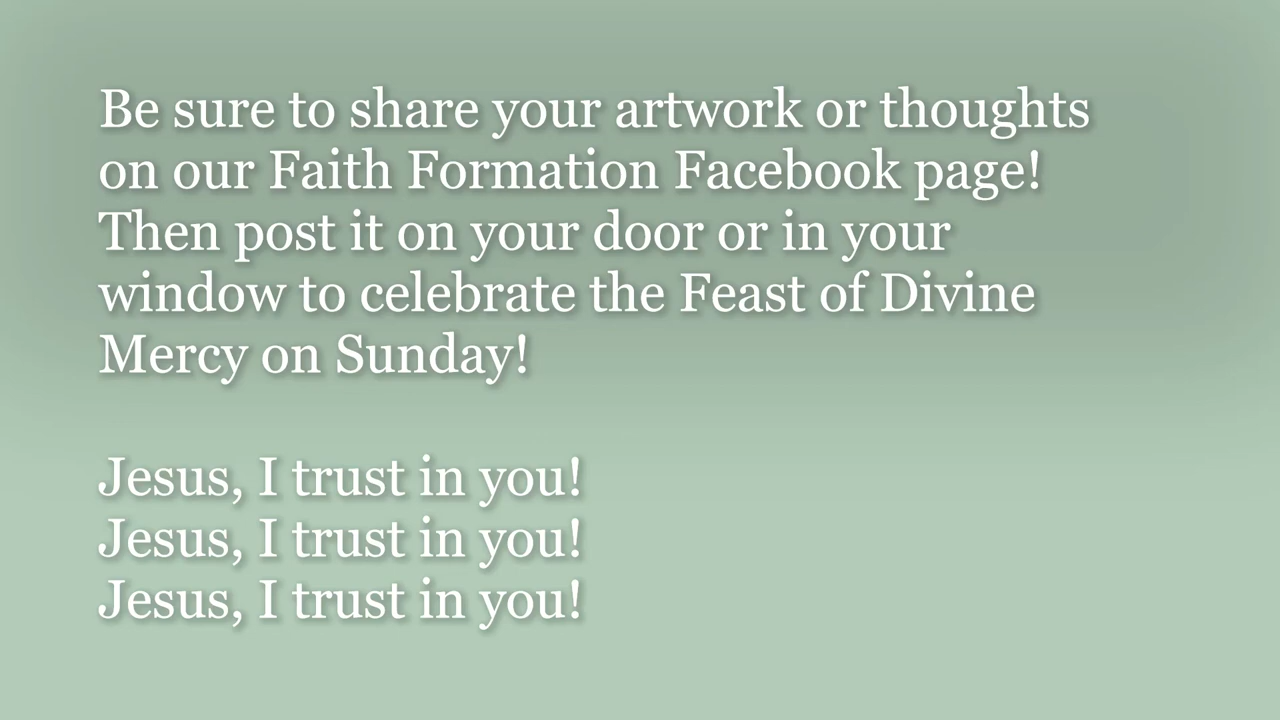 Be sure to share your artwork or thoughts
on our Faith Formation Facebook page!
Then post it on your door or in your
window to celebrate the Feast of Divine
Mercy on Sunday!
Jesus, I trust in you!
Jesus, I trust in you!
Jesus, I trust in you!